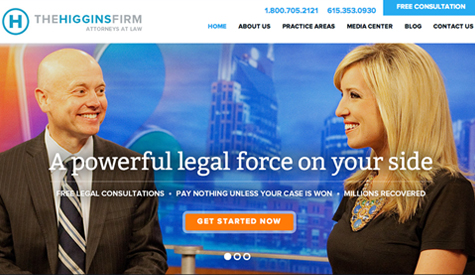 H THEHIGGINSFIRM
ATTORNEYS AT LAW
1.800.705.2121 615.353.0930 FREE CONSULTATION
HOME ABOUT US PRACTICE AREAS MEDIA CENTER BLOG CONTACT US
A powerful legal force on your side
FREE LEGAL CONSULTATIONS • PAY NOTHING UNLESS YOUR CASE IS WON • MILLIONS RECOVERED
GET STARTED NOW